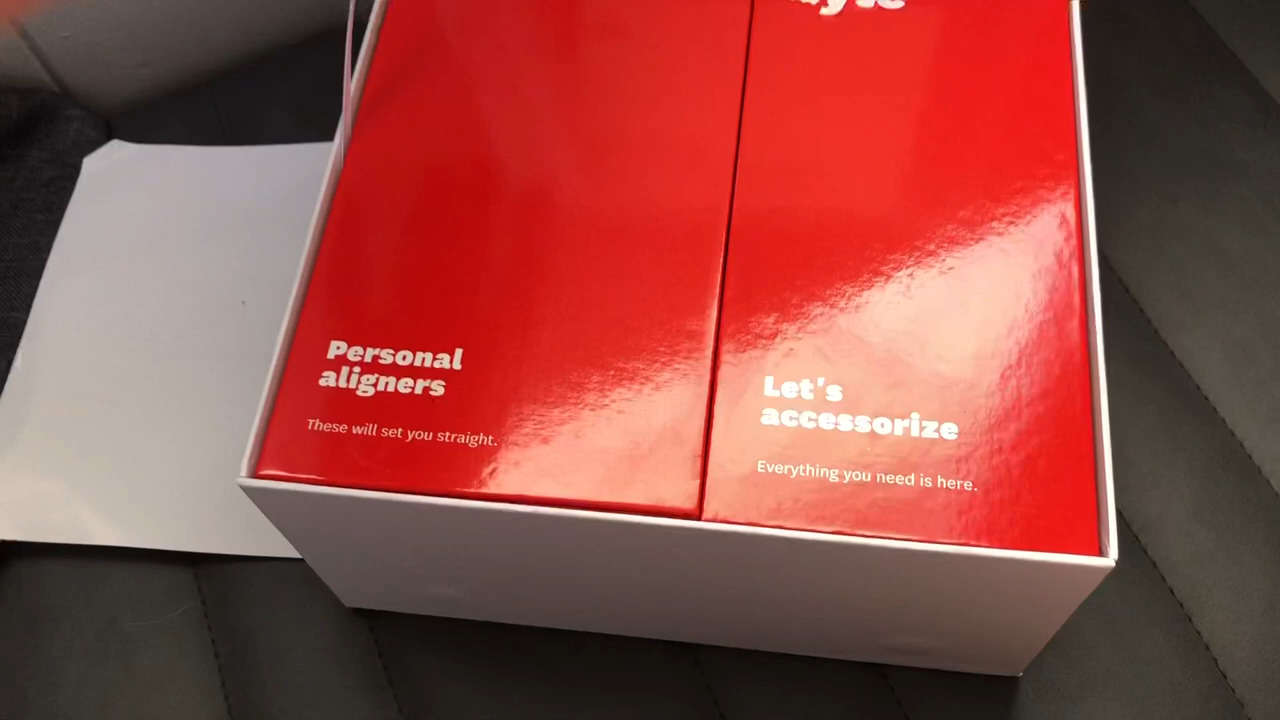 Personal
aligners
These will set you straight.
Let's
accessorize
Everything you need is here.